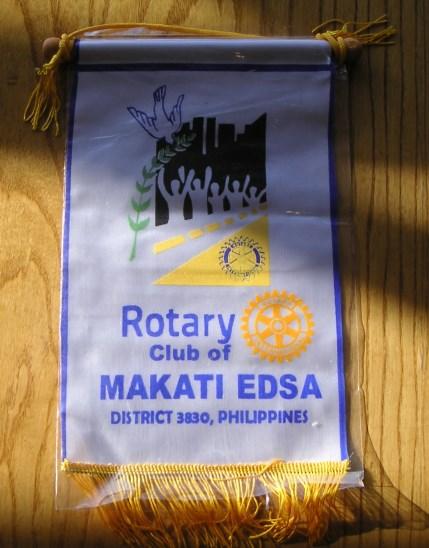 Rotary
Club of
MAKATI EDSA
DISTRICT 3830, PHILIPPINES